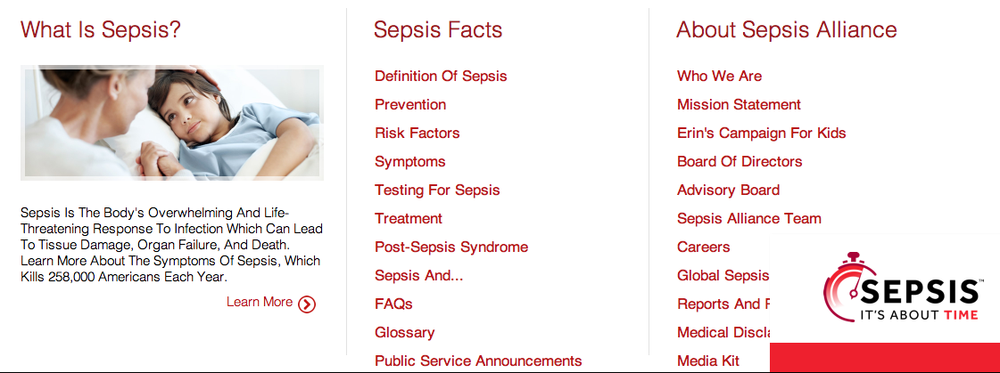 What Is Sepsis?
Sepsis Is The Body's Overwhelming And Life-
Threatening Response To Infection Which Can Lead
To Tissue Damage, Organ Failure, And Death.
Learn More About The Symptoms Of Sepsis, Which
Kills 258,000 Americans Each Year.
Learn More
Sepsis Facts
Definition Of Sepsis
Prevention
Risk Factors
Symptoms
Testing For Sepsis
Treatment
Post-Sepsis Syndrome
Sepsis And...
FAQs
Glossary
Public Service Announcements
About Sepsis Alliance
Who We Are
Mission Statement
Erin's Campaign For Kids
Board Of Directors
Advisory Board
Sepsis Alliance Team
Careers
Global Sepsis
Reports And
Medical
Media Kit
SEPSIS™
IT'S ABOUT TIME